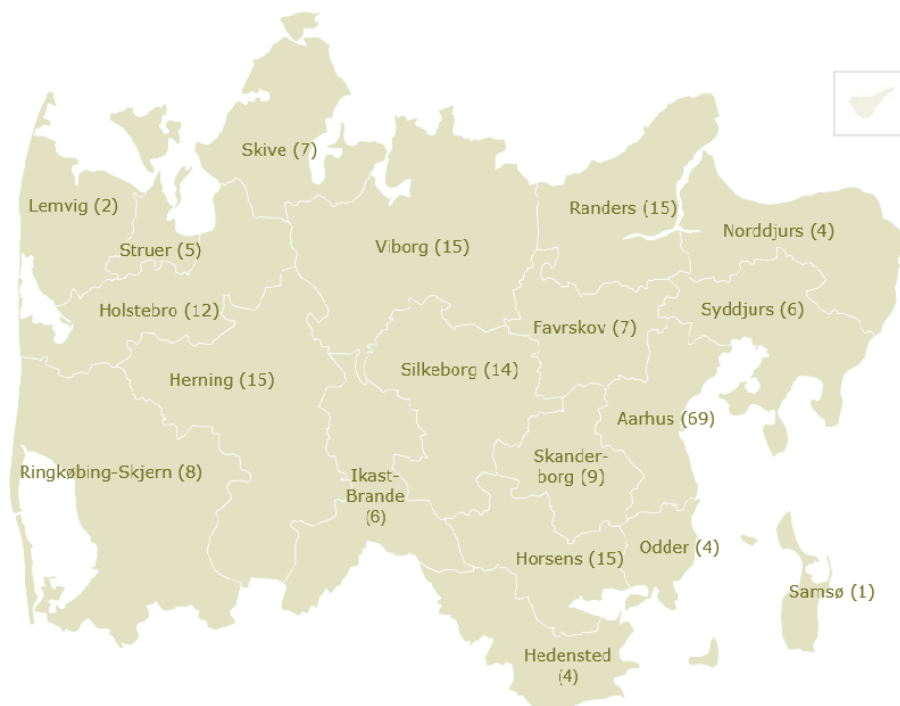 Skive (7)
Lemvig (2)
Randers (15)
Norddjurs (4)
Struer (5)
Viborg (15)
Holstebro (12)
Syddjurs (6)
Favrskov (7)
Herning (15)
Silkeborg (14)
Aarhus (69)
Skander-
borg (9)
Ringkøbing-Skjern (8)
Ikast-
Brande
(6)
Odder (4)
Horsens (15)
Samsø (1)
Hedensted
(4)